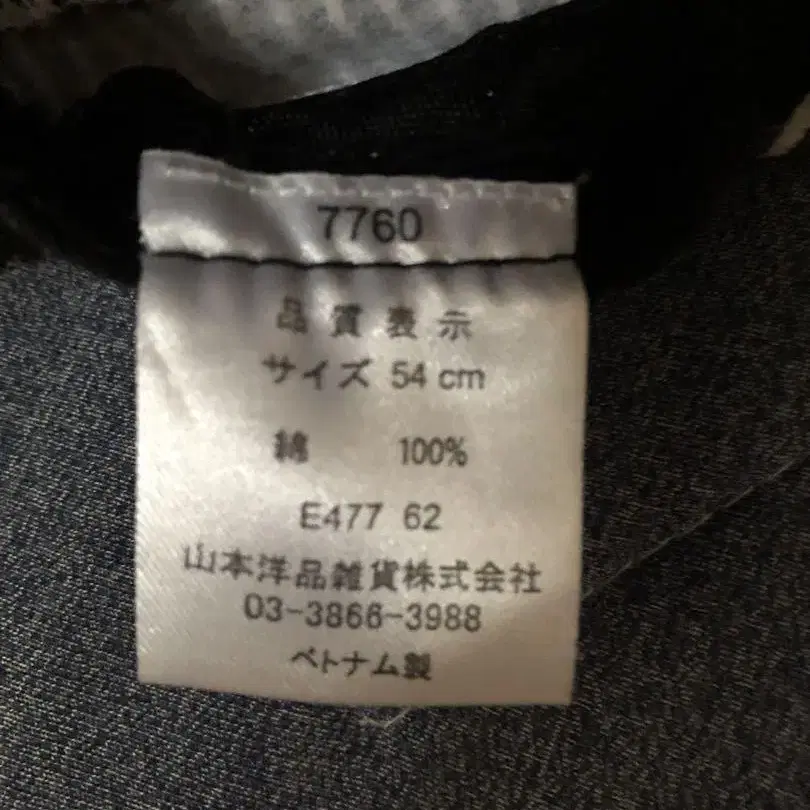 7760
品質表示
サイズ 54 cm
綿 100%
E477 62
山本洋品雑貨株式会社
03-3866-3988
ベトナム製